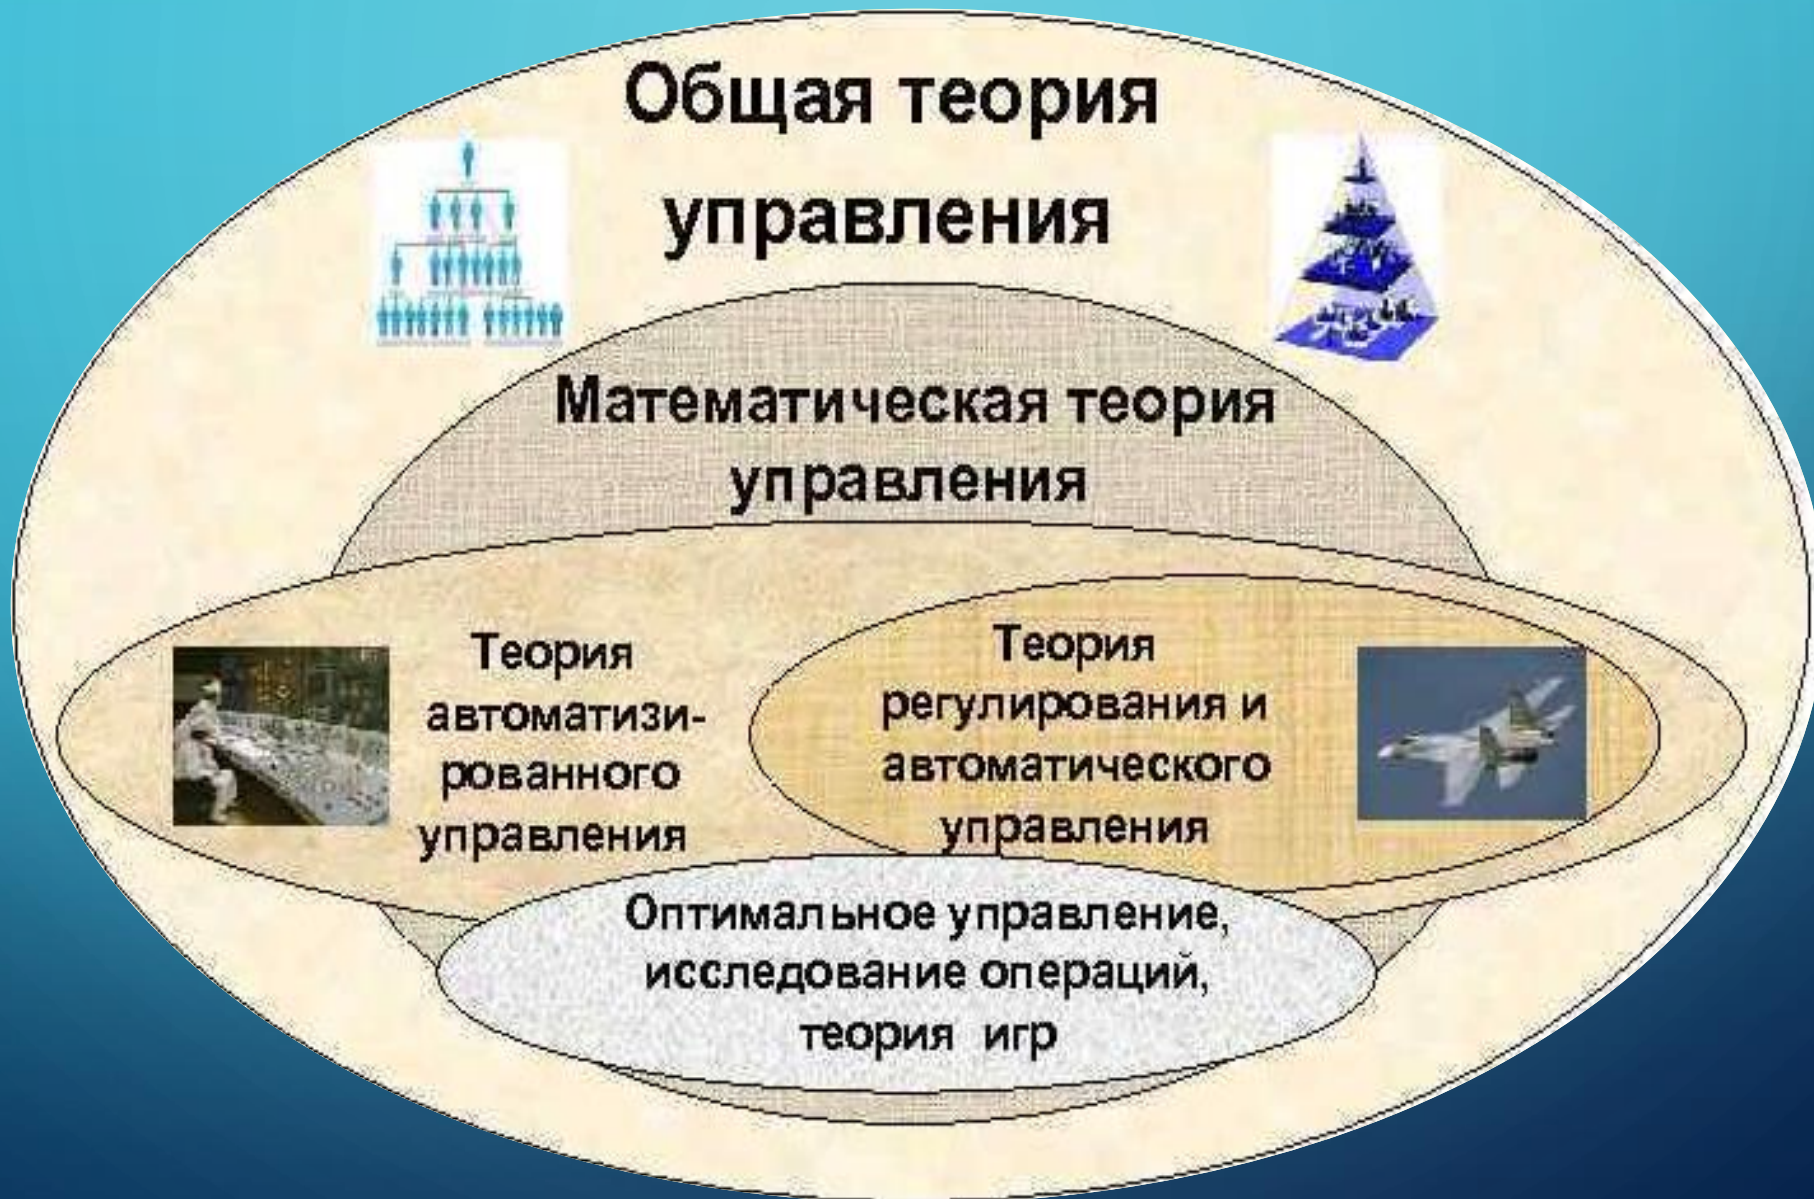 Общая теория
управления
Математическая теория
управления
Теория
автоматизи-
рованного
управления
Теория
регулирования и
автоматического
управления
Оптимальное управление,
исследование операций,
теория игр